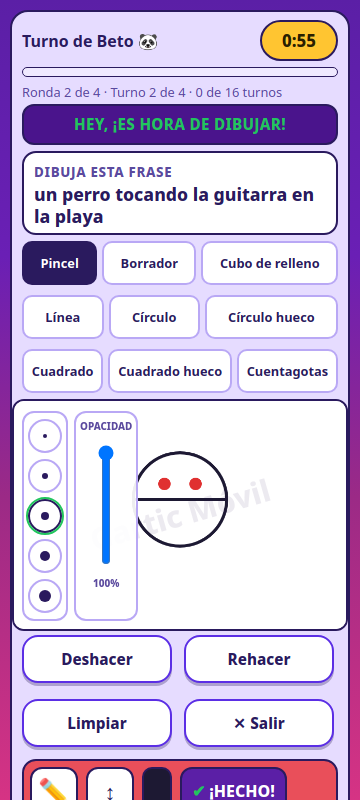 Turno de Beto 🐼
0:55
Ronda 2 de 4 · Turno 2 de 4 · 0 de 16 turnos
HEY, ¡ES HORA DE DIBUJAR!
DIBUJA ESTA FRASE
un perro tocando la guitarra en
la playa
Pincel Borrador Cubo de relleno
Línea Círculo Círculo hueco
Cuadrado Cuadrado hueco Cuentagotas
OPACIDAD
Móvil
100%
Deshacer Rehacer
Limpiar ✕ Salir
✔ ¡HECHO!